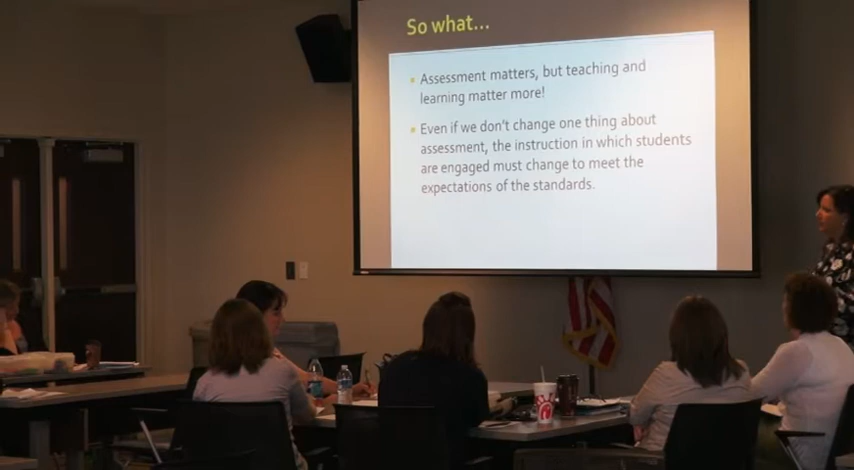 So what...
Assessment matters, but teaching and
learning matter more!
Even if we don't change one thing about
assessment, the instruction in which students
are engaged must change to meet the
expectations of the standards.